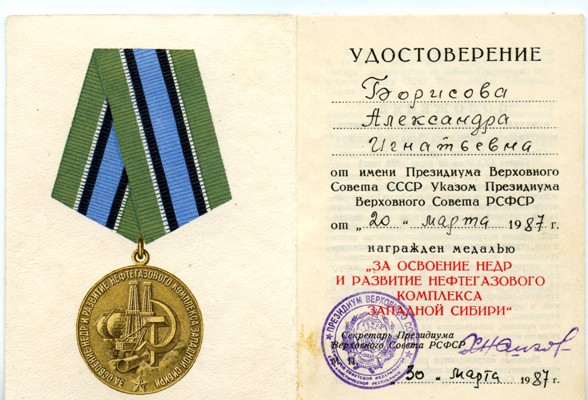 ЗА ОСВОЕНИЕ НЕДР И РАЗВИТИЕ НЕФТЕГАЗОВОГО КОМПЛЕКСА ЗАПАДНОЙ СИБИРИ
УДОСТОВЕРЕНИЕ
Борисова
Александра
Игнатьевна
от имени Президиума Верховного
Совета СССР Указом Президиума
Верховного Совета РСФСР
от „20“ марта 1987 г.
награжден медалью
„ЗА ОСВОЕНИЕ НЕДР
И РАЗВИТИЕ НЕФТЕГАЗОВОГО
КОМПЛЕКСА
ЗАПАДНОЙ СИБИРИ“
ПРЕЗИДИУМ ВЕРХОВНОГО
Секретарь Президиума
Верховного Совета РСФСР
„30“ марта 1987 г.